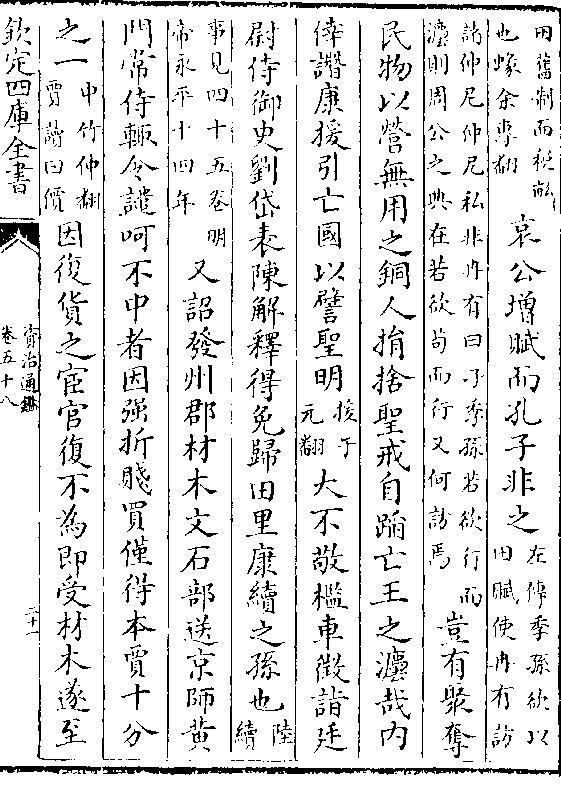 田舊制而稅畝
也蝝余專翻
哀公增賦而孔子非之
左傳季孫欲以
田賦使冉有訪
諸仲尼仲尼私非冉有曰子季孫若欲行而
灋則周公之典在若欲苟而行又何訪焉
豈有聚奪
民物以營無用之銅人捐捨聖戒自蹈亡王之灋哉内
倖譖康援引亡國以譬聖明
援于
元翻
大不敬檻車徵詣廷
尉侍御史劉岱表陳解釋得免歸田里康續之孫也
陸
續
事見四十五卷明
帝永平十四年
又詔發州郡材木文石部送京師黄
門常侍輒令譴呵不中者因强折賤買僅得本賈十分
之一
中竹仲翻
賈讀曰價
因復貨之宦官復不為即受材木遂至
欽定四庫全書
資治通鑑
卷五十八